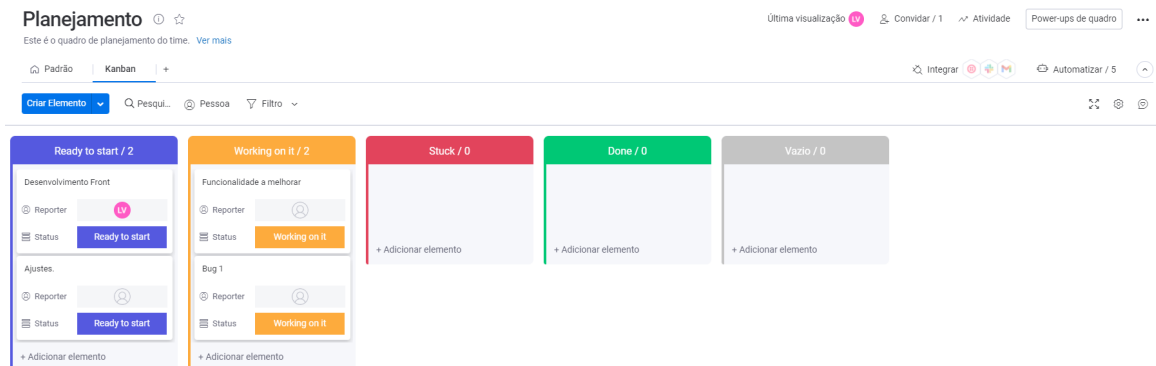 Planejamento
Última visualização LV Convidar / 1 Atividade Power-ups de quadro
Este é o quadro de planejamento do time. Ver mais
Padrão Kanban +
Integrar Automatizar / 5
Criar Elemento Pesqui... Pessoa Filtro
Ready to start / 2
Desenvolvimento Front
Reporter LV
Status Ready to start
Ajustes.
Reporter
Status Ready to start
+ Adicionar elemento
Working on it / 2
Funcionalidade a melhorar
Reporter
Status Working on it
Bug 1
Reporter
Status Working on it
+ Adicionar elemento
Stuck / 0
+ Adicionar elemento
Done / 0
+ Adicionar elemento
Vazio / 0
+ Adicionar elemento